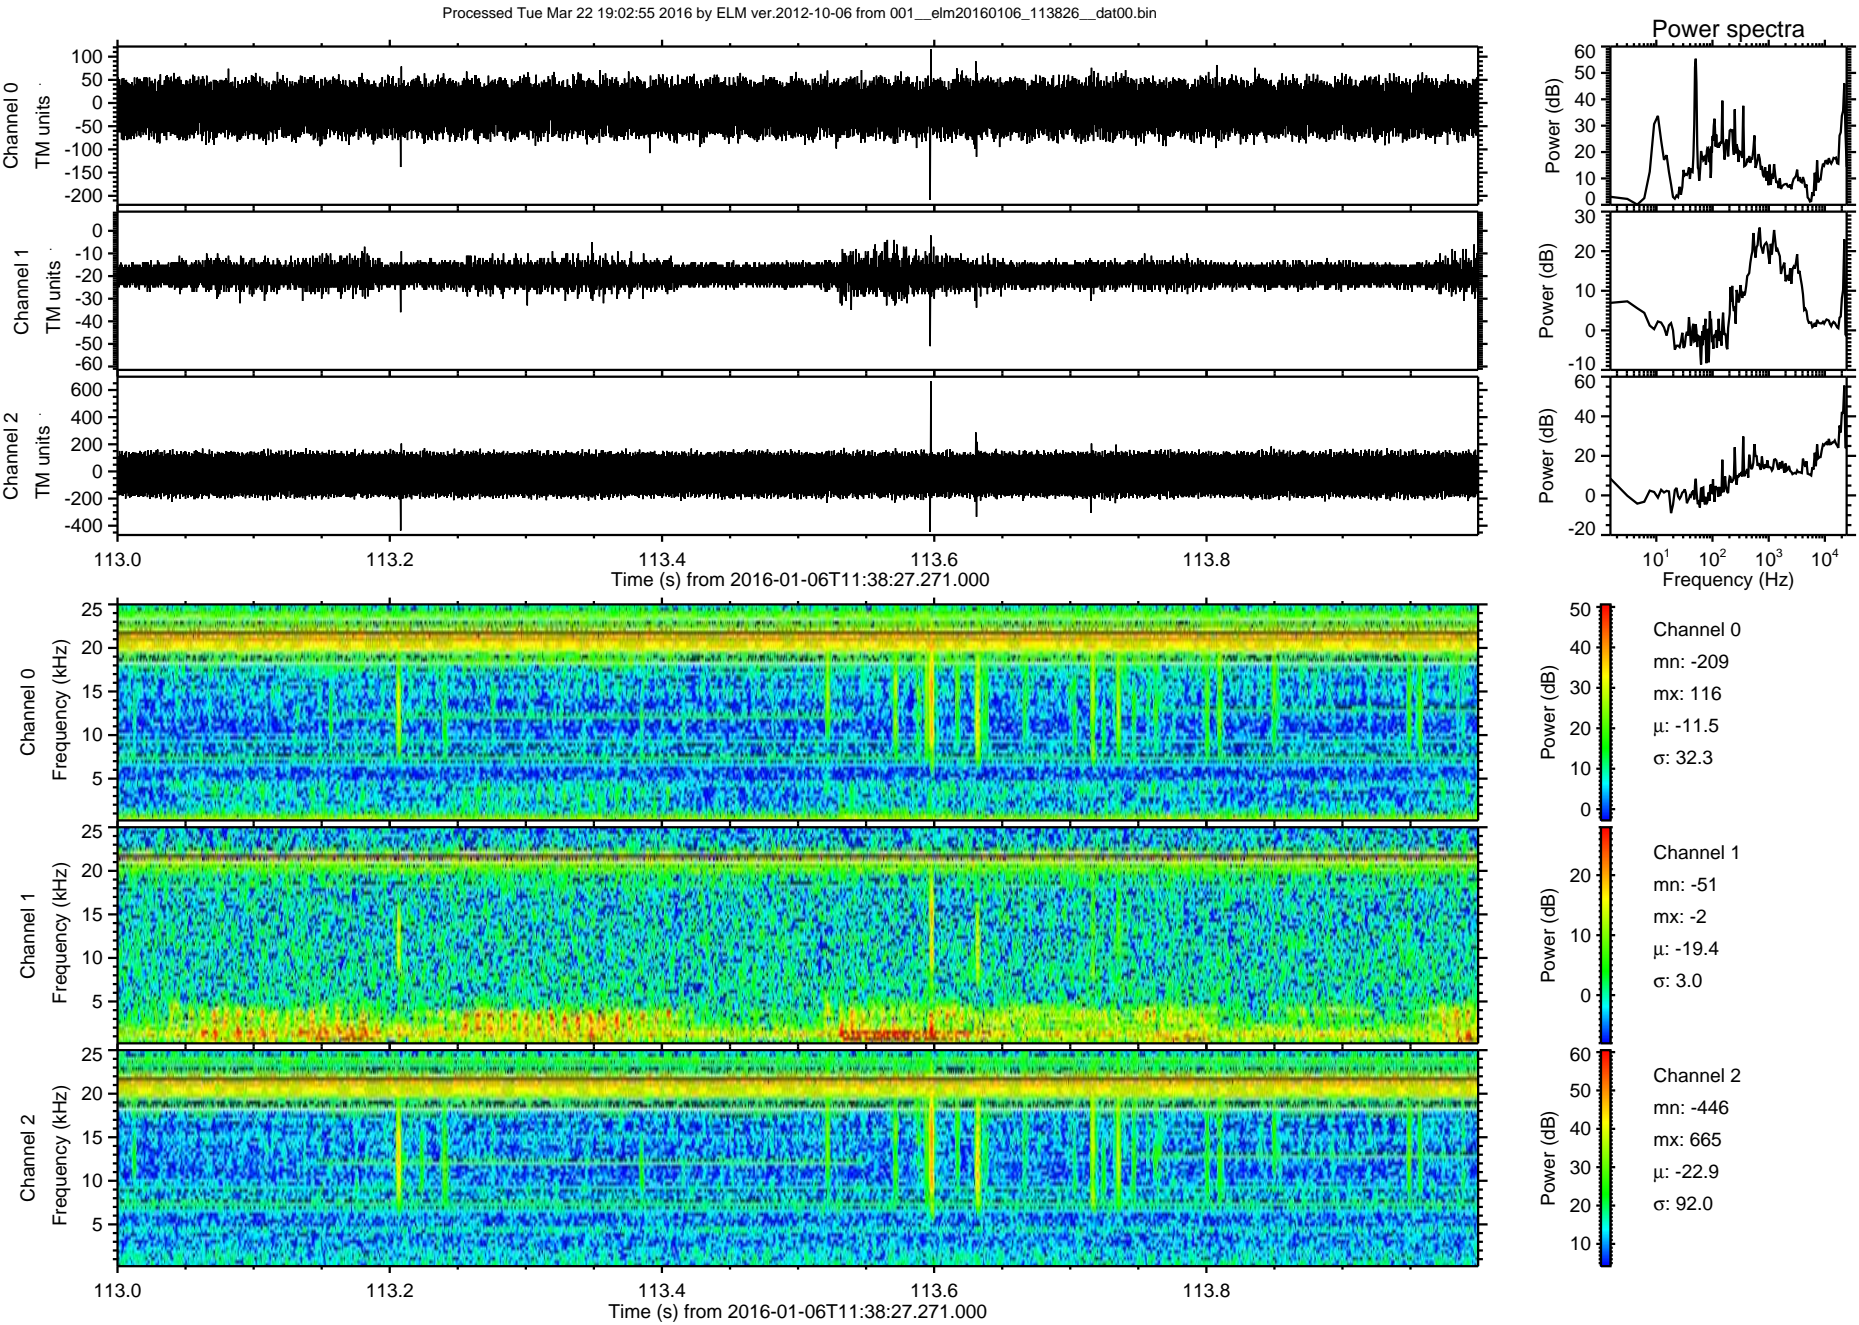 Processed Tue Mar 22 19:02:55 2016 by ELM ver.2012-10-06 from 001__elm20160106_113826__dat00.bin
Power spectra
Channel 0
TM units
100
50
0
-50
-100
-150
-200
Power (dB)
60
50
40
30
20
10
0
Channel 1
TM units
0
-10
-20
-30
-40
-50
-60
Power (dB)
30
20
10
0
-10
Channel 2
TM units
600
400
200
0
-200
-400
Power (dB)
60
40
20
0
-20
113.0 113.2 113.4 113.6 113.8
Time (s) from 2016-01-06T11:38:27.271.000
10^1 10^2 10^3 10^4
Frequency (Hz)
Channel 0
Frequency (kHz)
25
20
15
10
5
Power (dB)
50
40
30
20
10
0
Channel 0
mn: -209
mx: 116
μ: -11.5
σ: 32.3
Channel 1
Frequency (kHz)
25
20
15
10
5
Power (dB)
20
10
0
Channel 1
mn: -51
mx: -2
μ: -19.4
σ: 3.0
Channel 2
Frequency (kHz)
25
20
15
10
5
Power (dB)
60
50
40
30
20
10
Channel 2
mn: -446
mx: 665
μ: -22.9
σ: 92.0
113.0 113.2 113.4 113.6 113.8
Time (s) from 2016-01-06T11:38:27.271.000